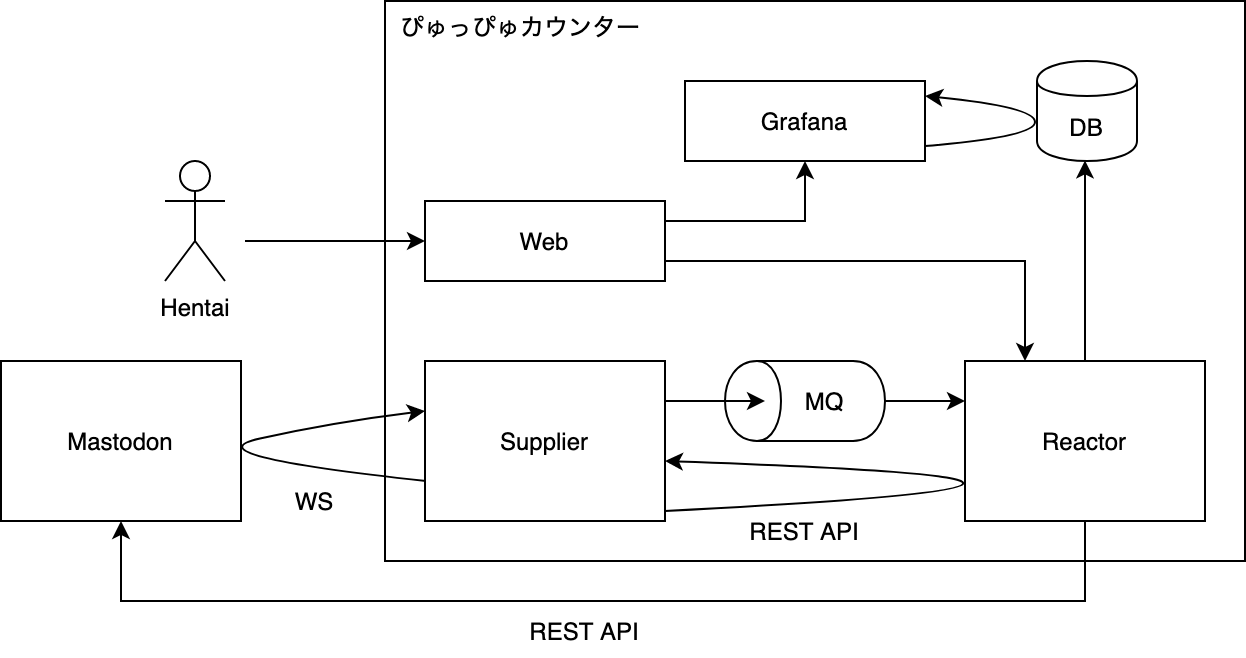 ぴゅっぴゅカウンター
Grafana
DB
Web
Hentai
Mastodon
Supplier
MQ
Reactor
WS
REST API
REST API